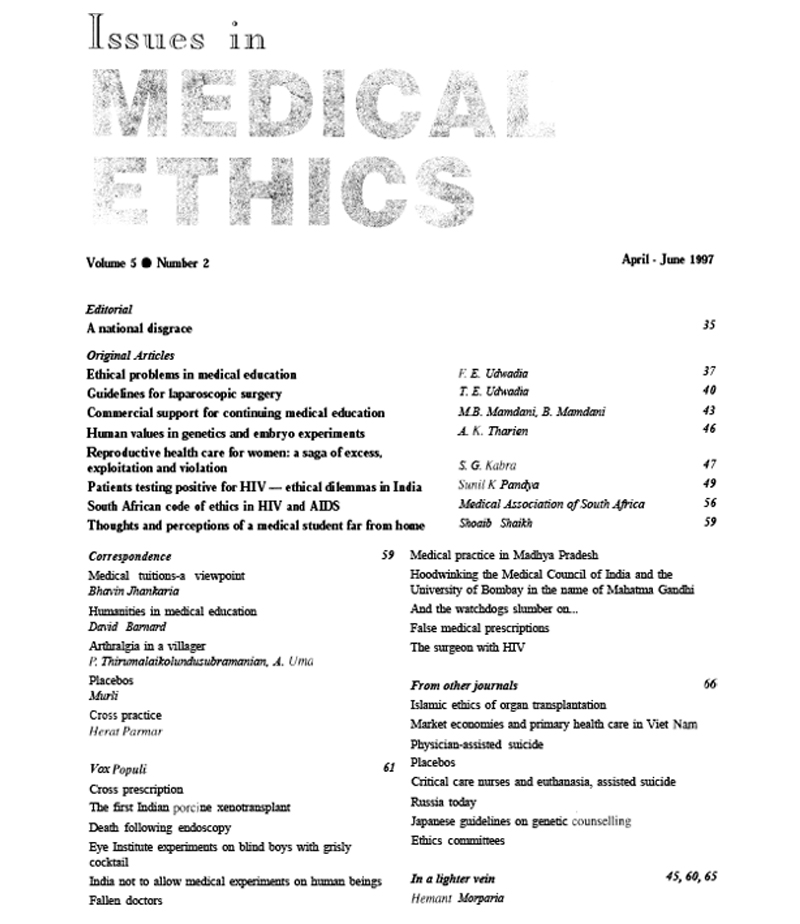 Issues in
MEDICAL
ETHICS
Volume 5 ● Number 2 April - June 1997
Editorial
A national disgrace 35
Original Articles
Ethical problems in medical education F. E. Udwadia 37
Guidelines for laparoscopic surgery T. E. Udwadia 40
Commercial support for continuing medical education M.B. Mamdani, B. Mamdani 43
Human values in genetics and embryo experiments A. K. Tharien 46
Reproductive health care for women: a saga of excess,
exploitation and violation S. G. Kabra 47
Patients testing positive for HIV — ethical dilemmas in India Sunil K Pandya 49
South African code of ethics in HIV and AIDS Medical Association of South Africa 56
Thoughts and perceptions of a medical student far from home Shoaib Shaikh 59
Correspondence 59
Medical tuitions-a viewpoint
Bhavin Jhankaria
Humanities in medical education
David Barnard
Arthralgia in a villager
P. Thirumalaikolundusubramanian, A. Uma
Placebos
Murli
Cross practice
Herat Parmar
Vox Populi 61
Cross prescription
The first Indian porcine xenotransplant
Death following endoscopy
Eye Institute experiments on blind boys with grisly
cocktail
India not to allow medical experiments on human beings
Fallen doctors
Medical practice in Madhya Pradesh
Hoodwinking the Medical Council of India and the
University of Bombay in the name of Mahatma Gandhi
And the watchdogs slumber on...
False medical prescriptions
The surgeon with HIV
From other journals 66
Islamic ethics of organ transplantation
Market economies and primary health care in Viet Nam
Physician-assisted suicide
Placebos
Critical care nurses and euthanasia, assisted suicide
Russia today
Japanese guidelines on genetic counselling
Ethics committees
In a lighter vein 45, 60, 65
Hemant Morparia